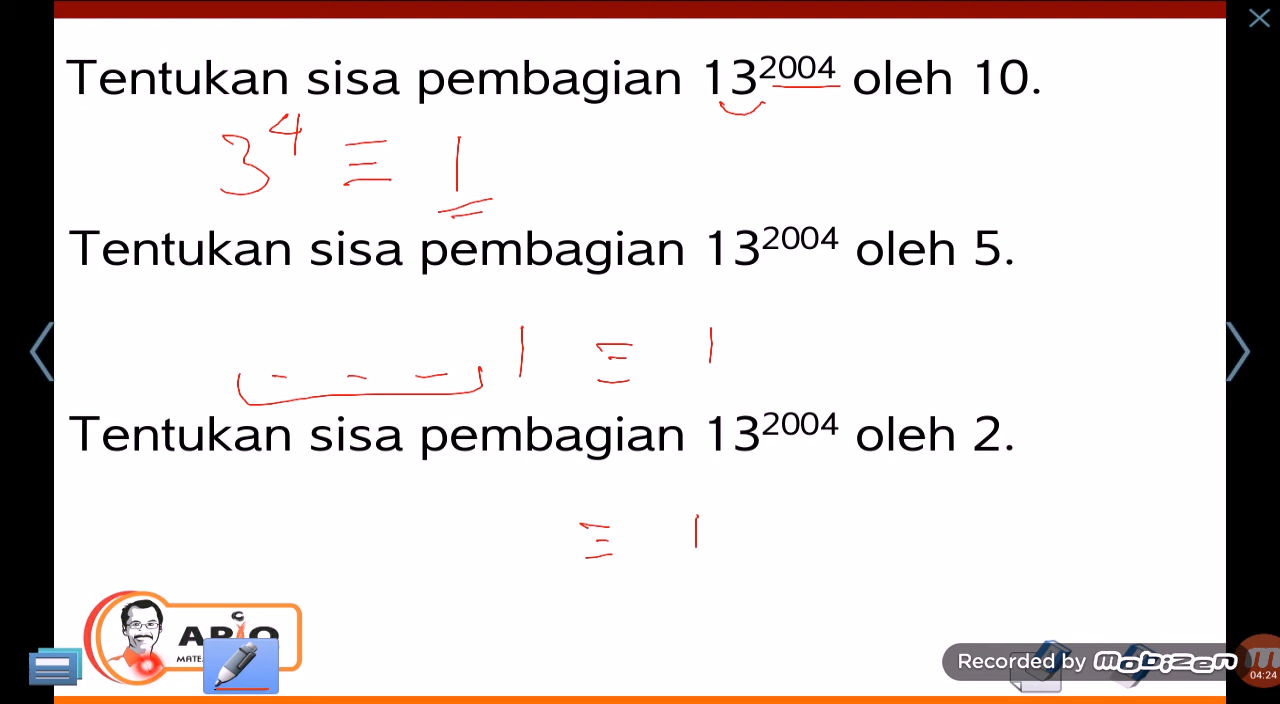 Tentukan sisa pembagian 13²⁰⁰⁴ oleh 10.
3⁴ ≡ 1
Tentukan sisa pembagian 13²⁰⁰⁴ oleh 5.
- - - 1 ≡ 1
Tentukan sisa pembagian 13²⁰⁰⁴ oleh 2.
≡ 1
Recorded by Mobizen
04:24